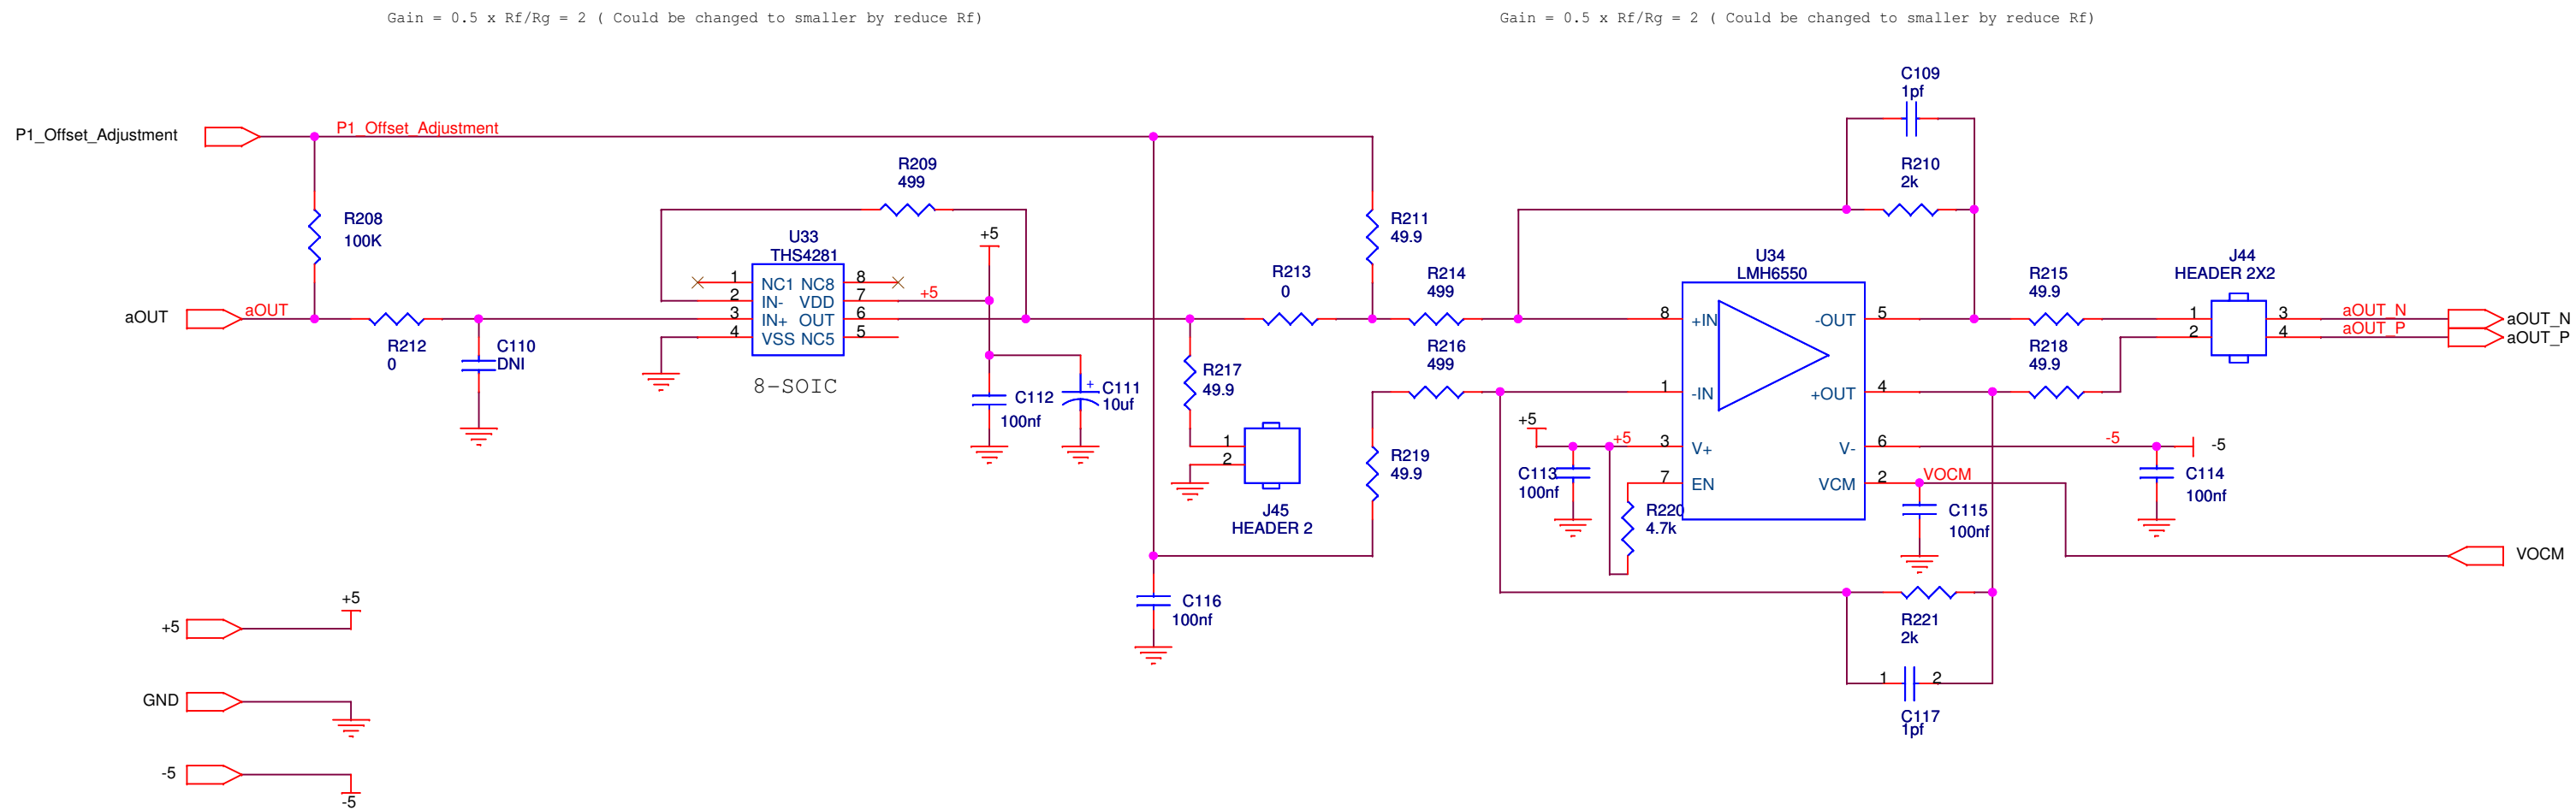 Gain = 0.5 x Rf/Rg = 2 ( Could be changed to smaller by reduce Rf)
Gain = 0.5 x Rf/Rg = 2 ( Could be changed to smaller by reduce Rf)
C109
1pf
P1_Offset_Adjustment
P1_Offset_Adjustment
R209
499
R210
2k
R208
100K
R211
49.9
U33
THS4281
+5
1
2
3
4
NC1
IN-
IN+
VSS
NC8
VDD
OUT
NC5
8
7
6
5
+5
8-SOIC
aOUT
aOUT
R212
0
C110
DNI
C112
100nf
+
C111
10uf
R213
0
R214
499
R216
499
R217
49.9
1
2
J45
HEADER 2
R219
49.9
C116
100nf
U34
LMH6550
8
1
3
7
+IN
-IN
V+
EN
-OUT
+OUT
V-
VCM
5
4
6
2
+5
+5
C113
100nf
R220
4.7k
R215
49.9
R218
49.9
J44
HEADER 2X2
1
2
3
4
aOUT_N
aOUT_P
aOUT_N
aOUT_P
-5
-5
C114
100nf
VOCM
C115
100nf
VOCM
R221
2k
1
2
C117
1pf
+5
+5
GND
-5
-5